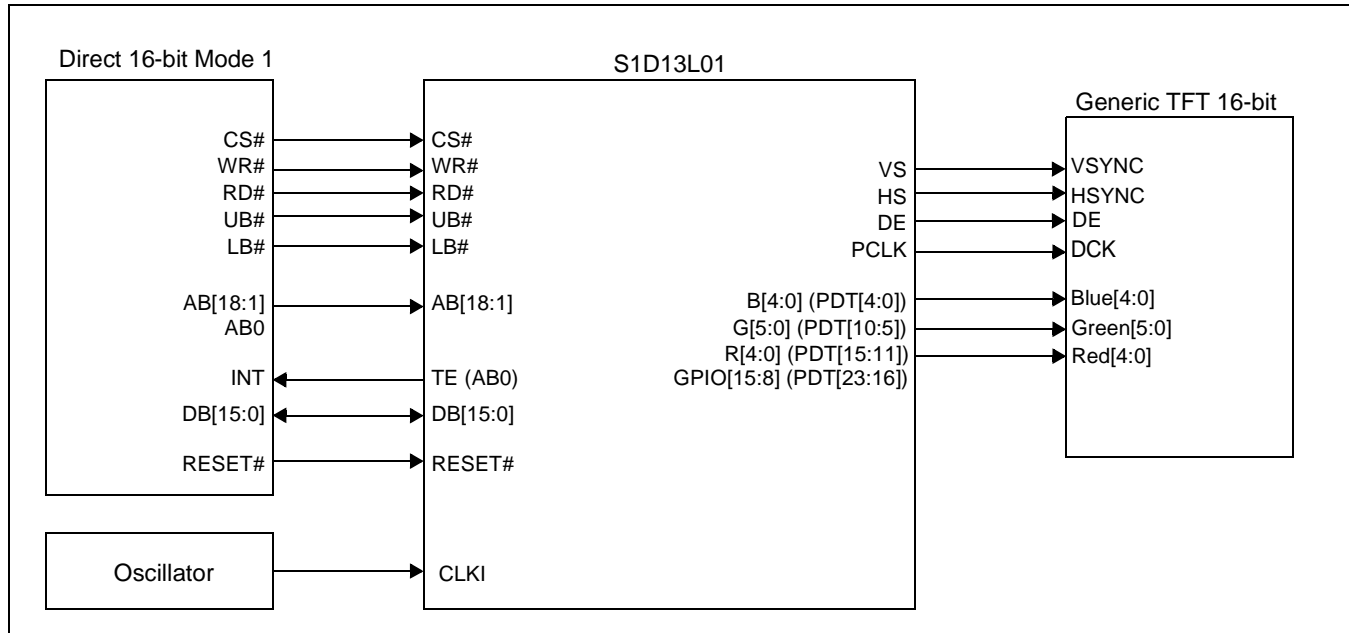 Direct 16-bit Mode 1
CS#
WR#
RD#
UB#
LB#
AB[18:1]
AB0
INT
DB[15:0]
RESET#
Oscillator
S1D13L01
CS#
WR#
RD#
UB#
LB#
AB[18:1]
TE (AB0)
DB[15:0]
RESET#
CLKI
VS
HS
DE
PCLK
B[4:0] (PDT[4:0])
G[5:0] (PDT[10:5])
R[4:0] (PDT[15:11])
GPIO[15:8] (PDT[23:16])
Generic TFT 16-bit
VSYNC
HSYNC
DE
DCK
Blue[4:0]
Green[5:0]
Red[4:0]